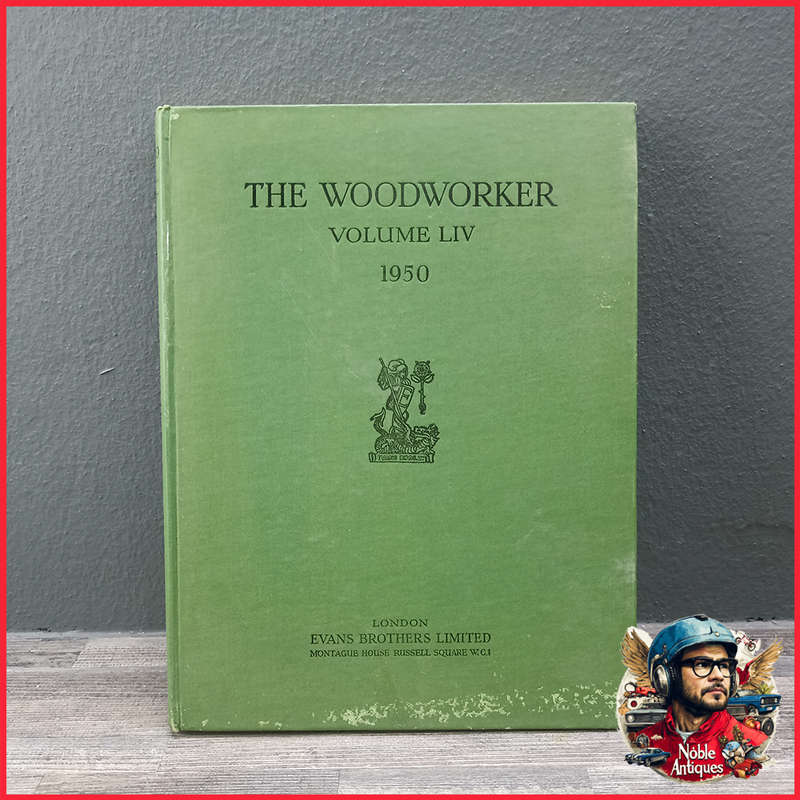 THE WOODWORKER
VOLUME LIV
1950
LONDON
EVANS BROTHERS LIMITED
MONTAGUE HOUSE RUSSELL SQUARE W.C.1
Noble
Antiques